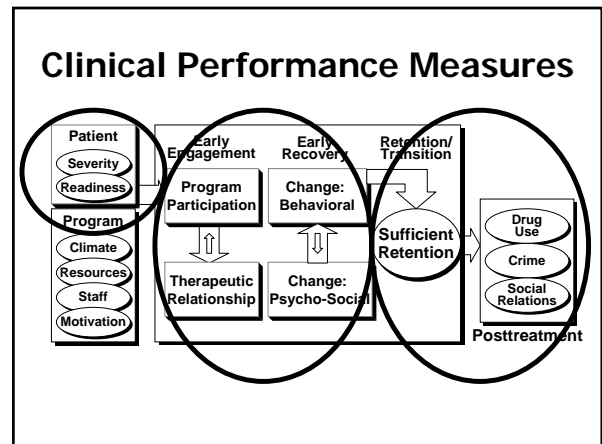 Clinical Performance Measures
Patient
Severity
Readiness
Program
Climate
Resources
Staff
Motivation
Early
Engagement
Program
Participation
Therapeutic
Relationship
Early
Recovery
Change:
Behavioral
Change:
Psycho-Social
Retention/
Transition
Sufficient
Retention
Drug
Use
Crime
Social
Relations
Posttreatment